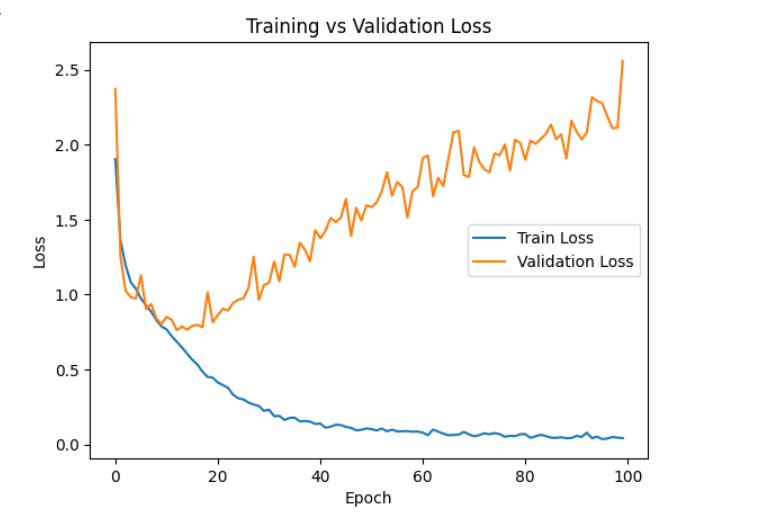 Training vs Validation Loss
2.5
2.0
1.5
1.0
0.5
0.0
Loss
Train Loss
Validation Loss
0 20 40 60 80 100
Epoch